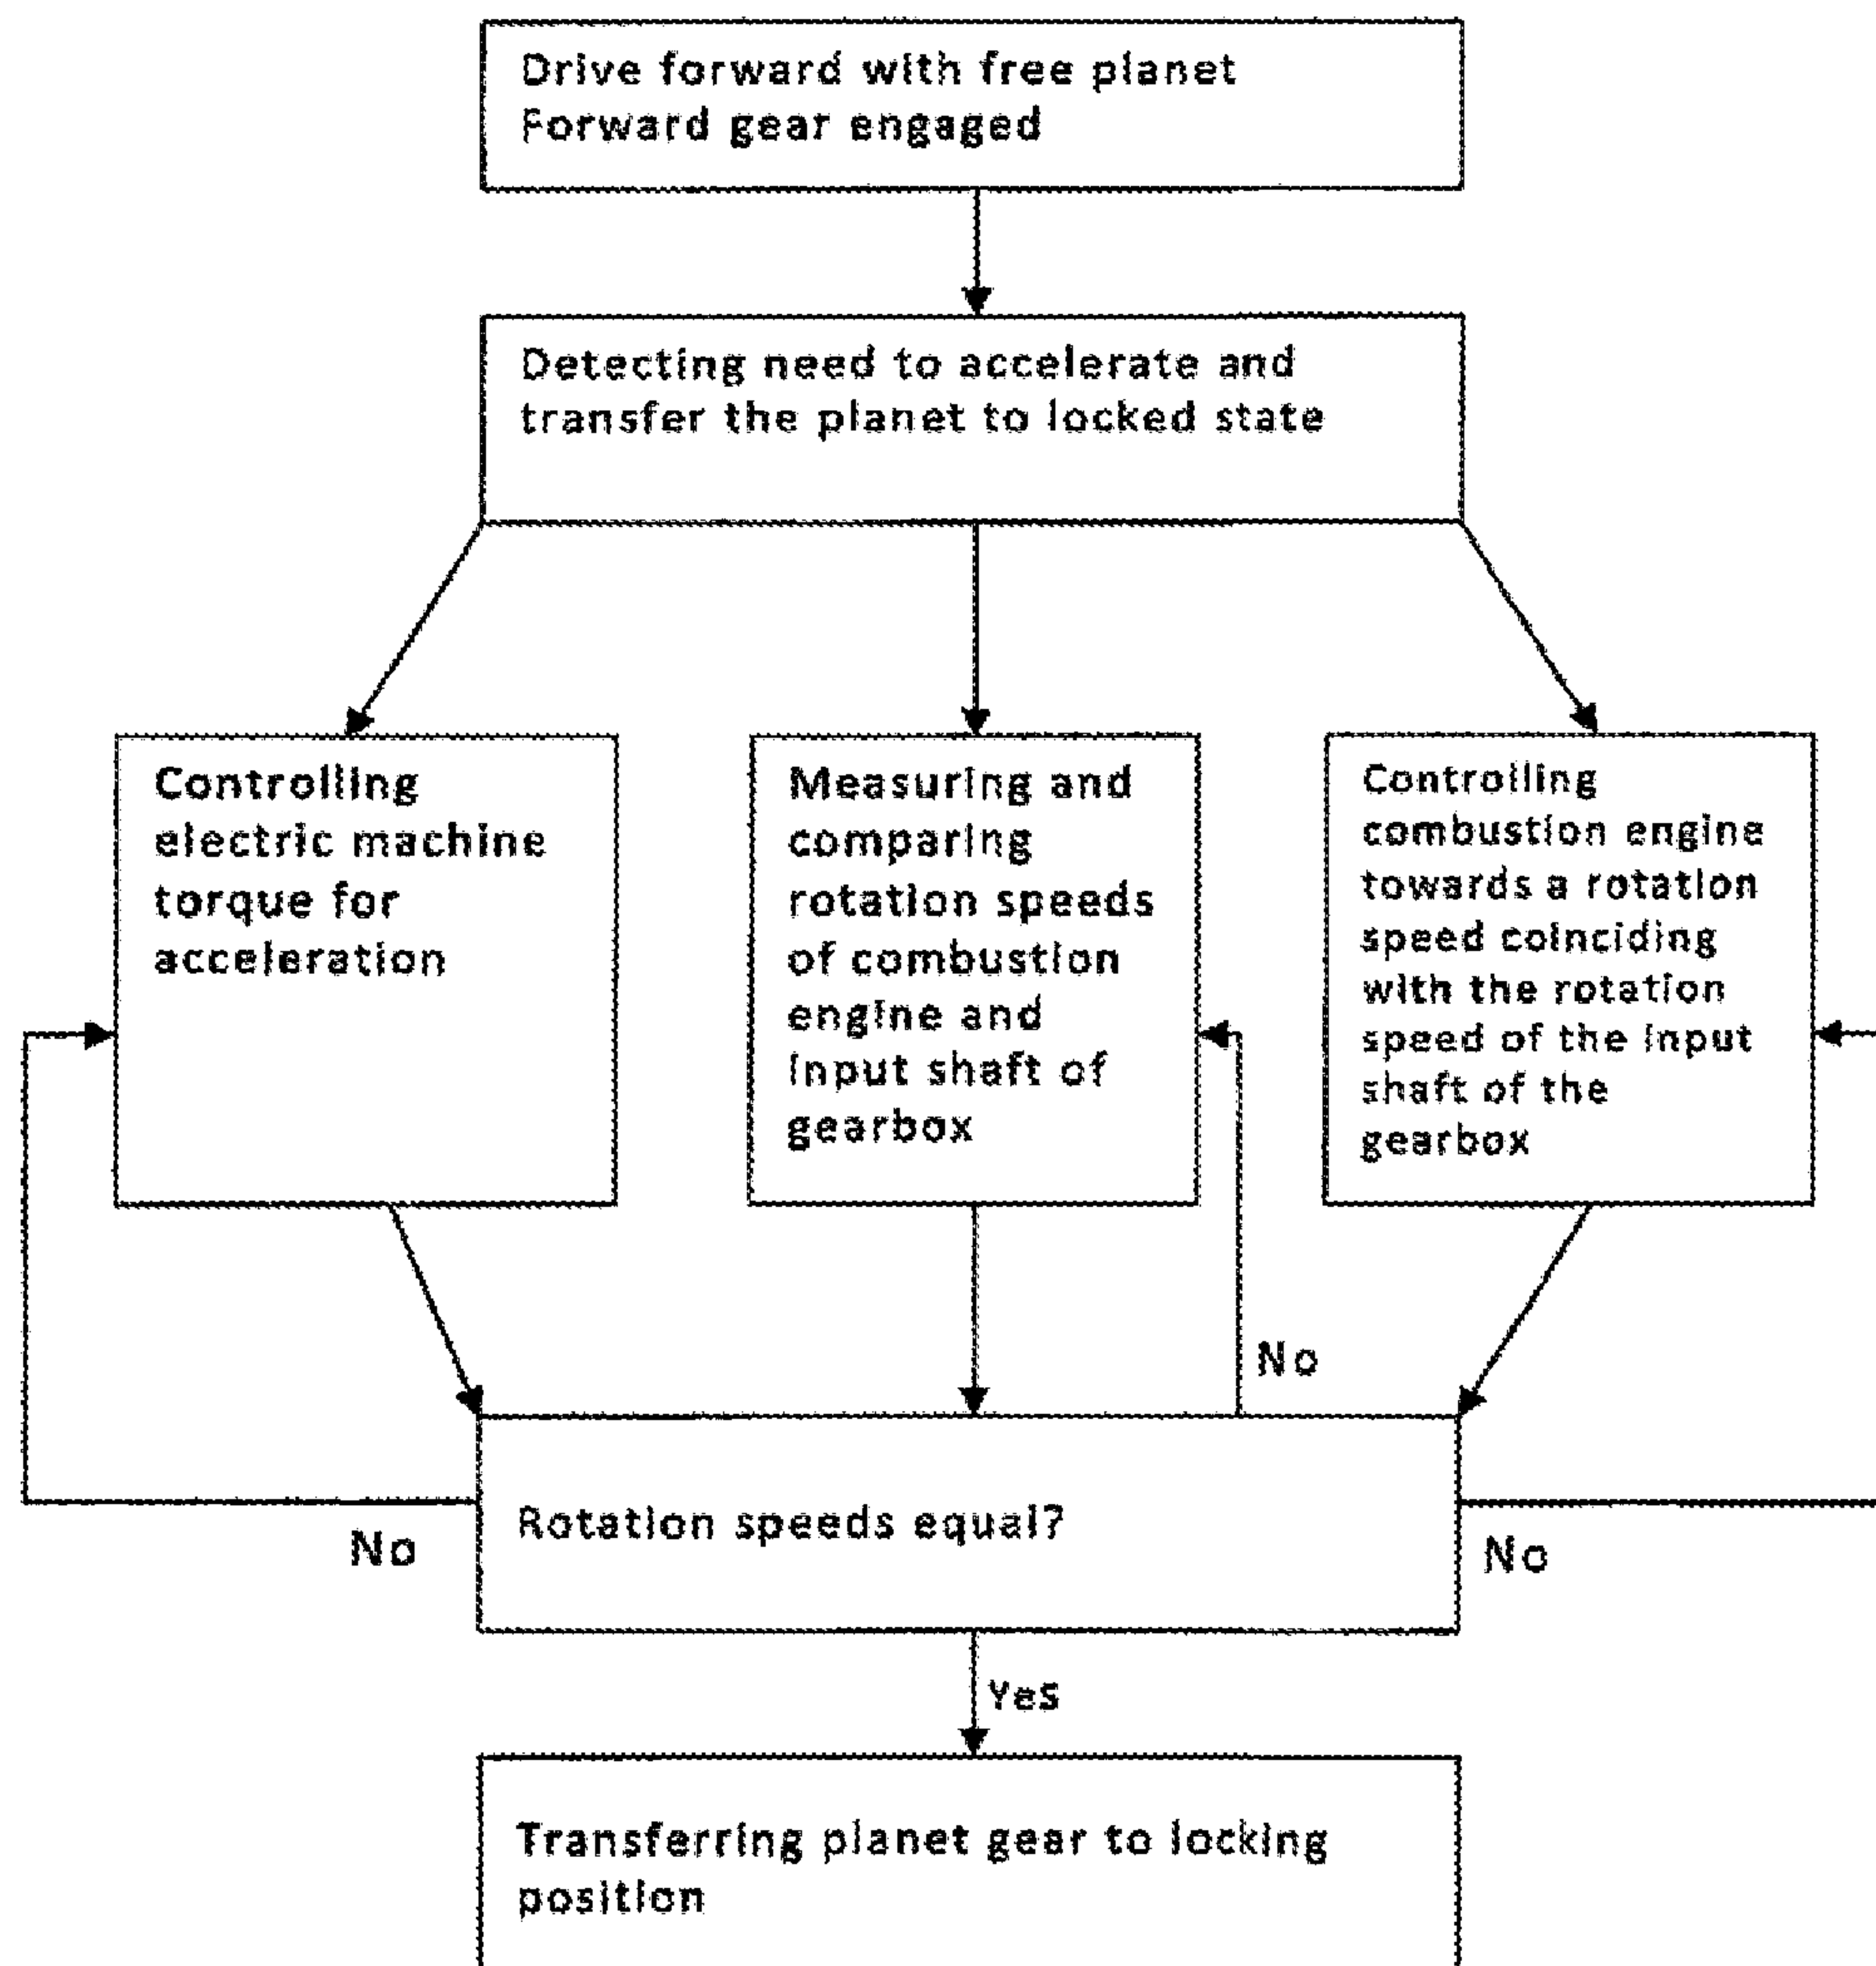 Drive forward with free planet
Forward gear engaged
Detecting need to accelerate and
transfer the planet to locked state
Controlling
electric machine
torque for
acceleration
Measuring and
comparing
rotation speeds
of combustion
engine and
input shaft of
gearbox
Controlling
combustion engine
towards a rotation
speed coinciding
with the rotation
speed of the input
shaft of the
gearbox
No
Rotation speeds equal?
No
No
Yes
Transferring planet gear to locking
position